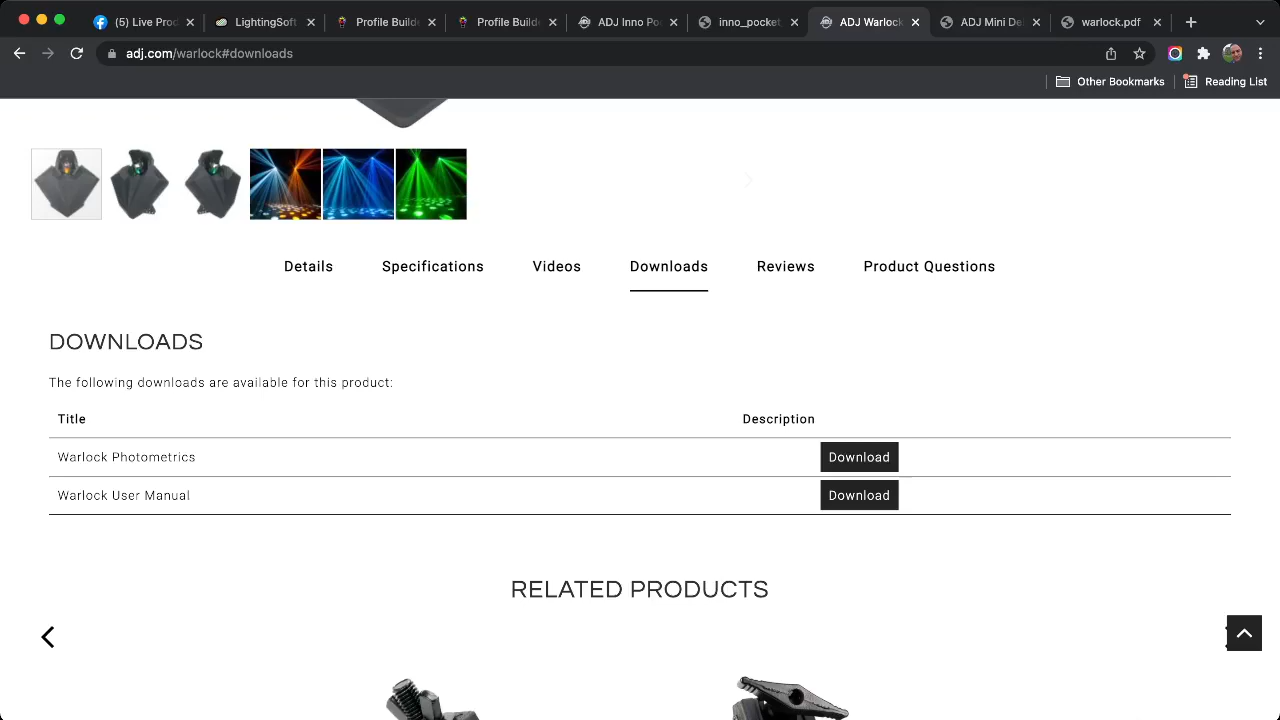 (5) Live Prod
LightingSoft
Profile Builde
Profile Builde
ADJ Inno Po
inno_pocket
ADJ Warlock
ADJ Mini De
warlock.pdf
adj.com/warlock#downloads
Other Bookmarks
Reading List
Details
Specifications
Videos
Downloads
Reviews
Product Questions
DOWNLOADS
The following downloads are available for this product:
Title
Description
Warlock Photometrics
Download
Warlock User Manual
Download
RELATED PRODUCTS